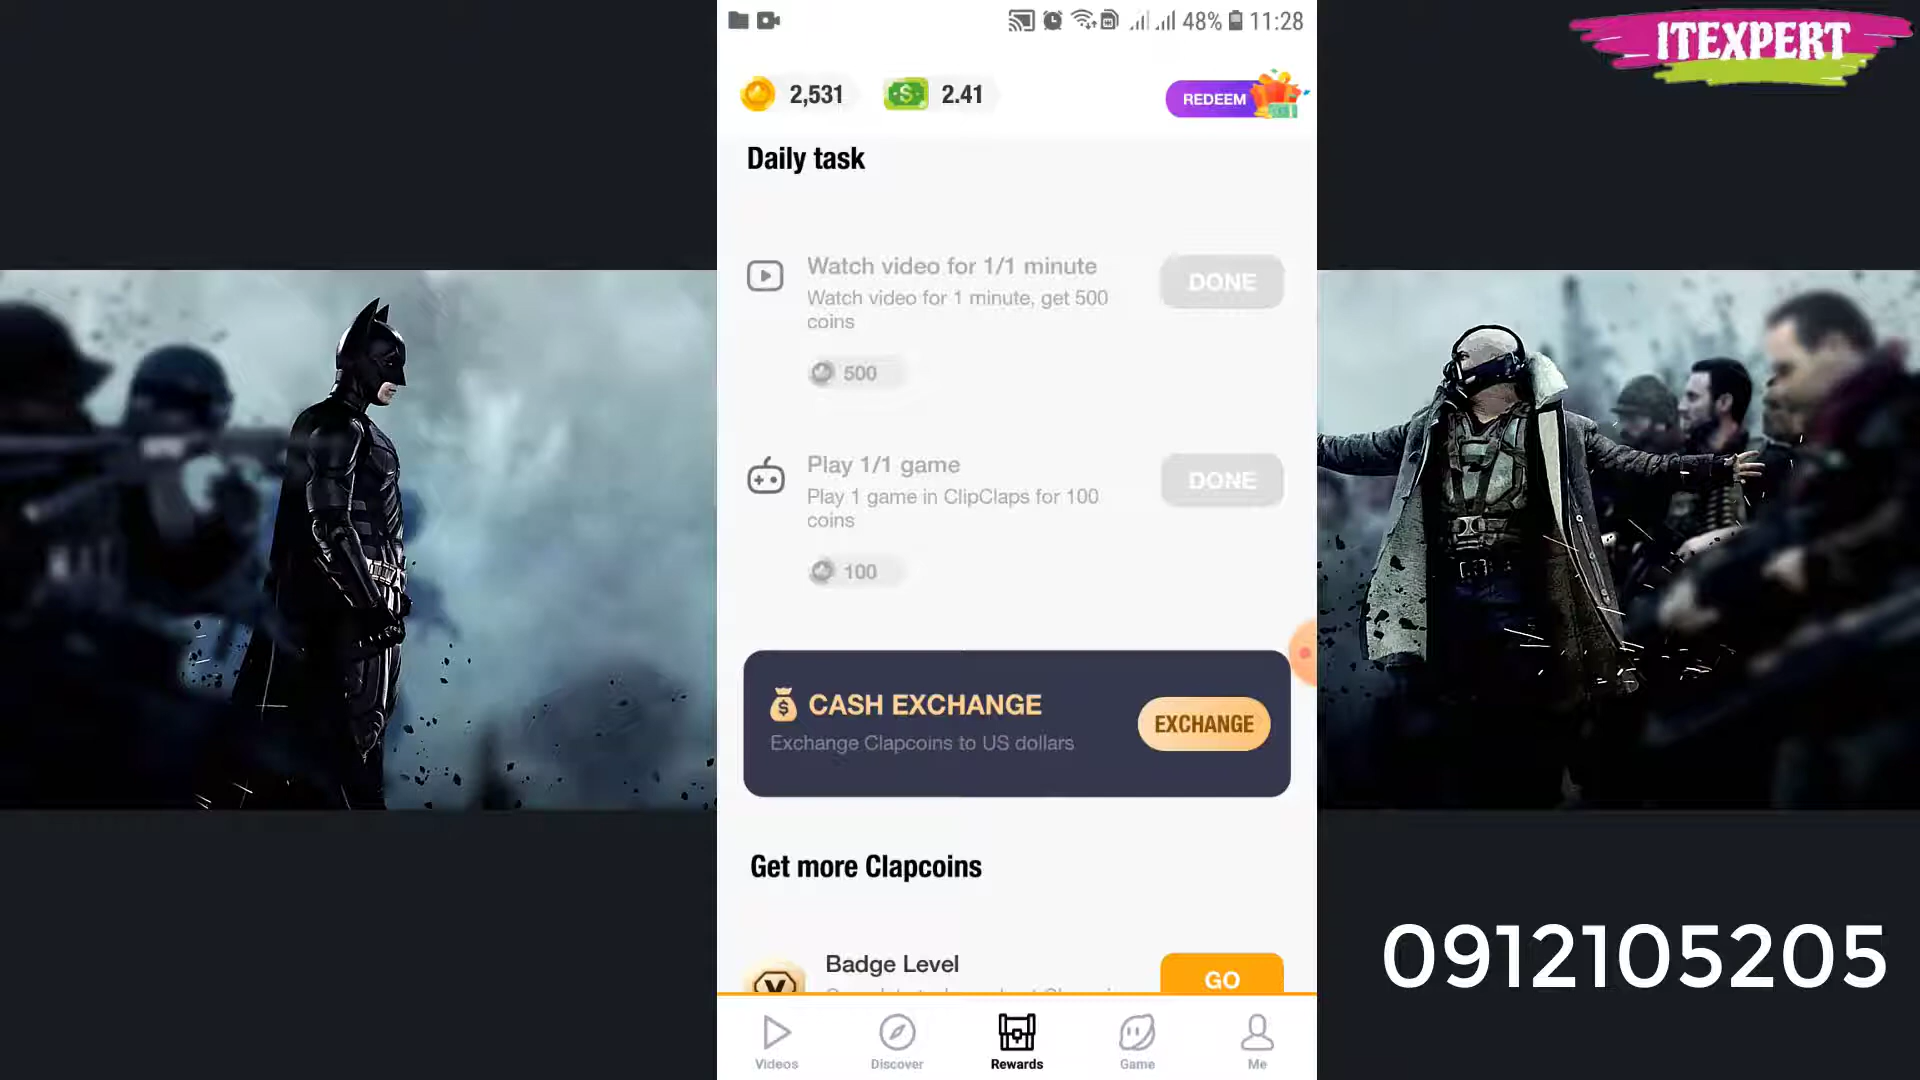 48% 11:28
ITEXPERT
2,531 2.41 REDEEM
Daily task
Watch video for 1/1 minute
Watch video for 1 minute, get 500
coins
DONE
500
Play 1/1 game
Play 1 game in ClipClaps for 100
coins
DONE
100
CASH EXCHANGE
Exchange Clapcoins to US dollars
EXCHANGE
Get more Clapcoins
Badge Level
GO
0912105205
Videos Discover Rewards Game Me